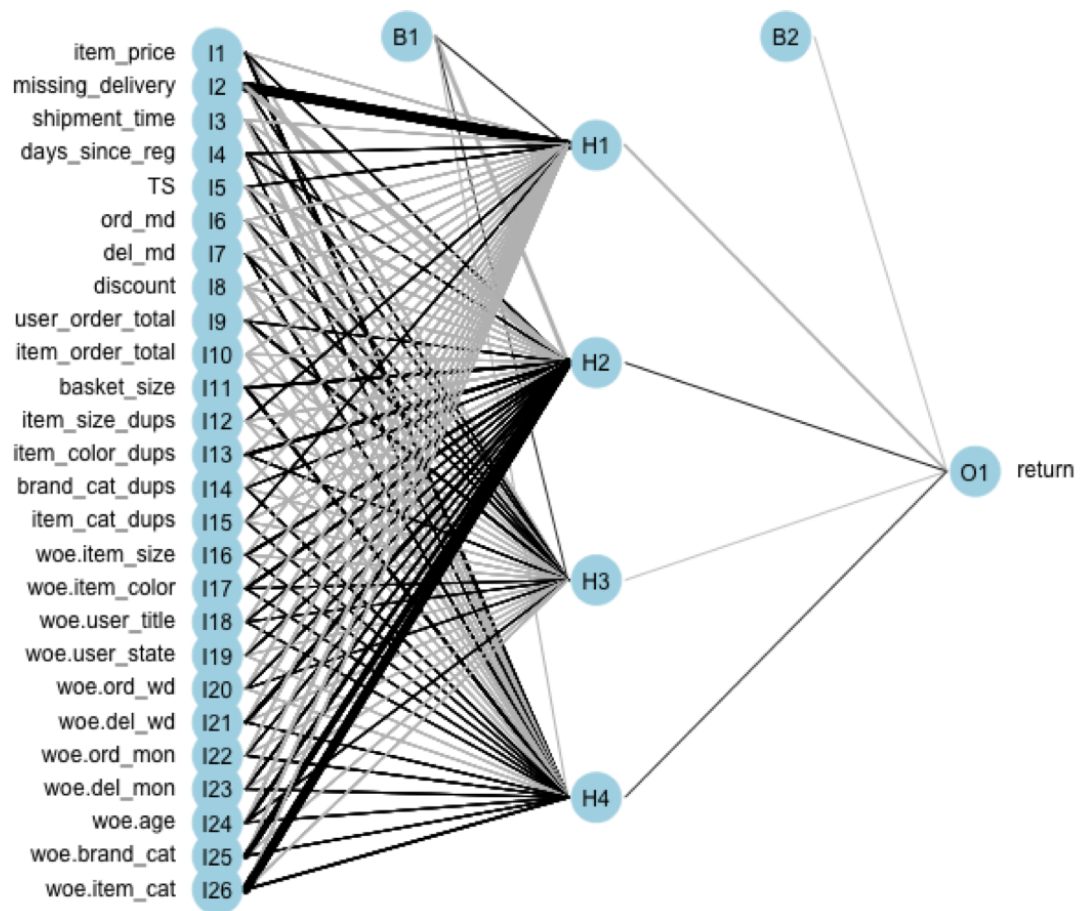 B1 B2
item_price I1
missing_delivery I2
shipment_time I3
H1
days_since_reg I4
TS I5
ord_md I6
del_md I7
discount I8
user_order_total I9
item_order_total I10
H2
basket_size I11
item_size_dups I12
item_color_dups I13
O1 return
brand_cat_dups I14
item_cat_dups I15
woe.item_size I16
H3
woe.item_color I17
woe.user_title I18
woe.user_state I19
woe.ord_wd I20
woe.del_wd I21
woe.ord_mon I22
woe.del_mon I23
H4
woe.age I24
woe.brand_cat I25
woe.item_cat I26